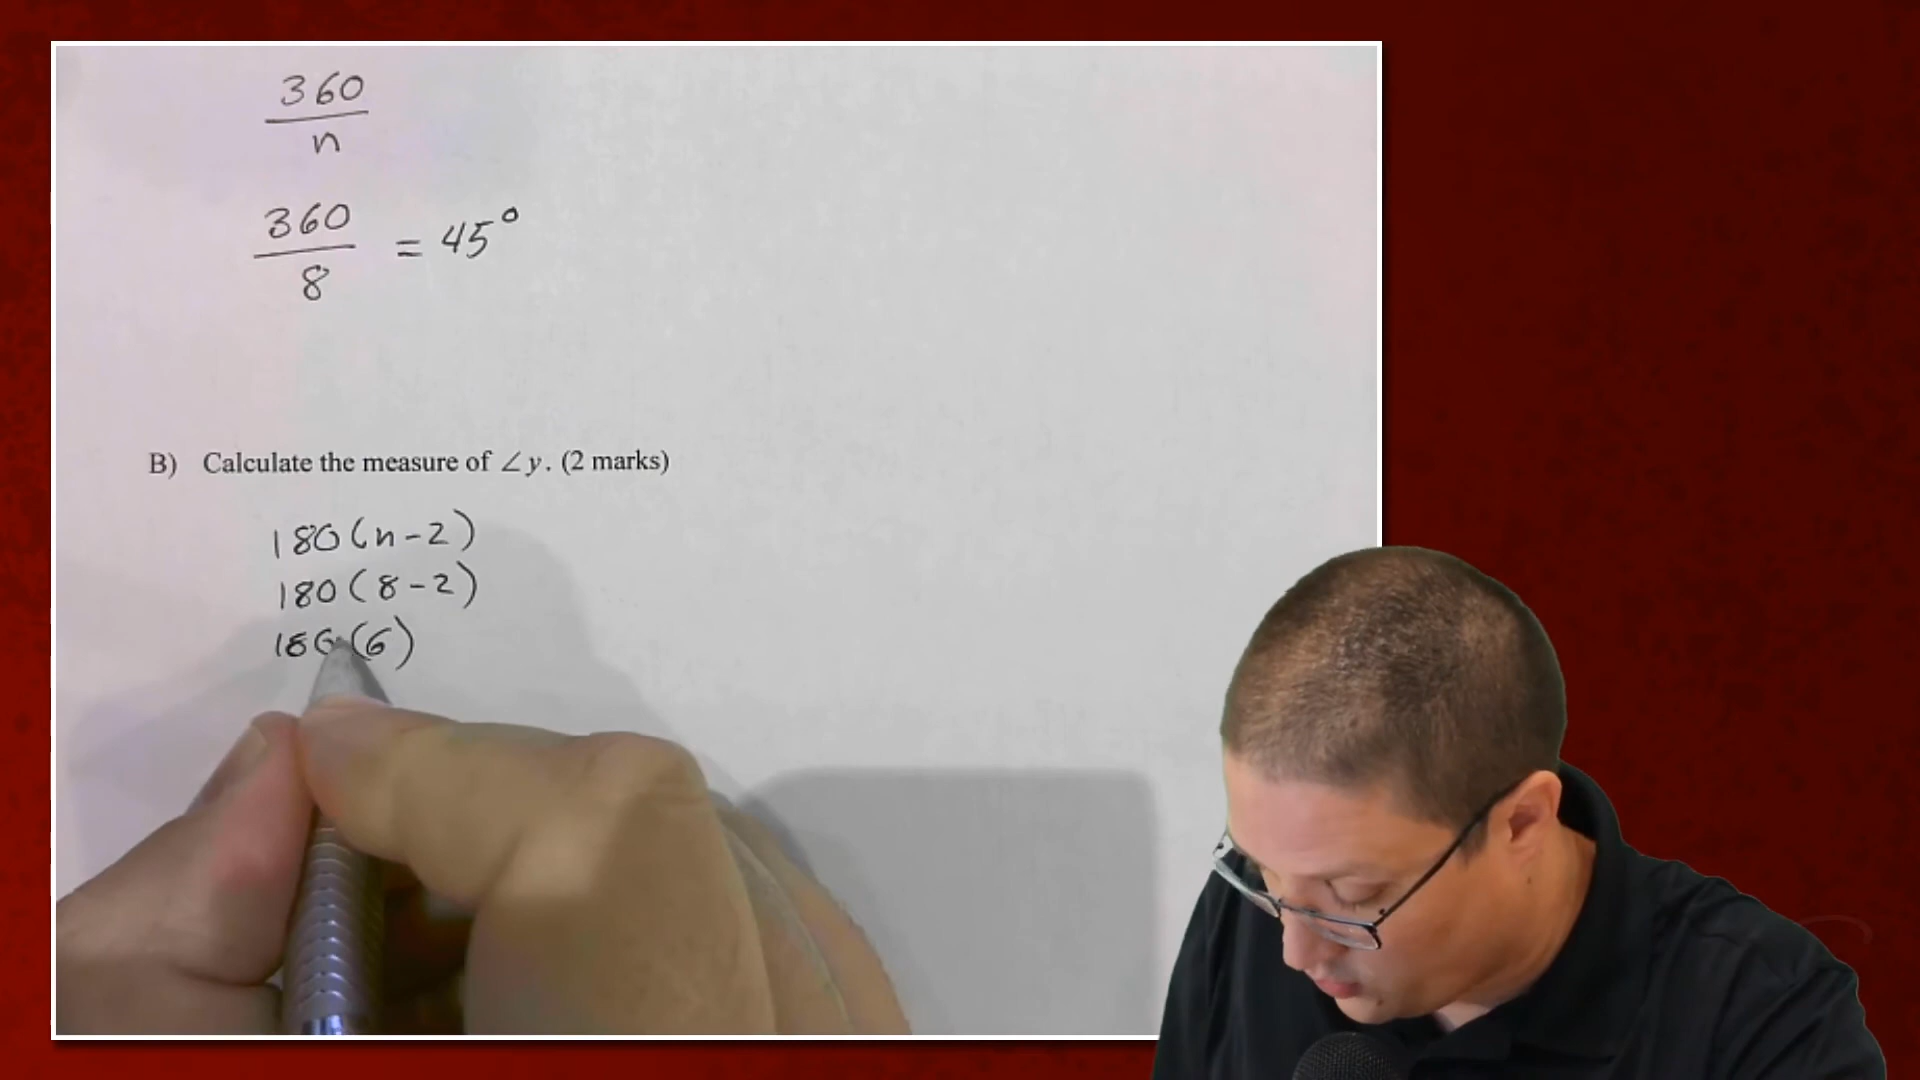 360
n
360
8
= 45°
B) Calculate the measure of ∠y. (2 marks)
180(n-2)
180(8-2)
180(6)